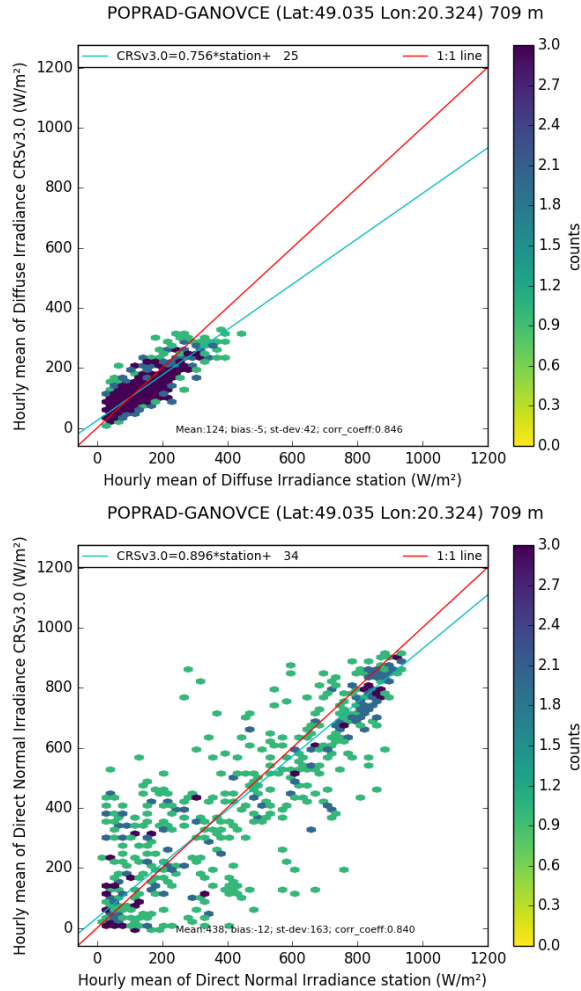 POPRAD-GANOVCE (Lat:49.035 Lon:20.324) 709 m
CRSv3.0=0.756*station+ 25
1:1 line
1200
1000
800
600
400
200
0
Hourly mean of Diffuse Irradiance CRSv3.0 (W/m²)
Mean:124; bias:-5; st-dev:42; corr_coeff:0.846
0 200 400 600 800 1000 1200
Hourly mean of Diffuse Irradiance station (W/m²)
3.0
2.7
2.4
2.1
1.8
1.5
1.2
0.9
0.6
0.3
0.0
counts
POPRAD-GANOVCE (Lat:49.035 Lon:20.324) 709 m
CRSv3.0=0.896*station+ 34
1:1 line
1200
1000
800
600
400
200
0
Hourly mean of Direct Normal Irradiance CRSv3.0 (W/m²)
Mean:438; bias:-12; st-dev:163; corr_coeff:0.840
0 200 400 600 800 1000 1200
Hourly mean of Direct Normal Irradiance station (W/m²)
3.0
2.7
2.4
2.1
1.8
1.5
1.2
0.9
0.6
0.3
0.0
counts